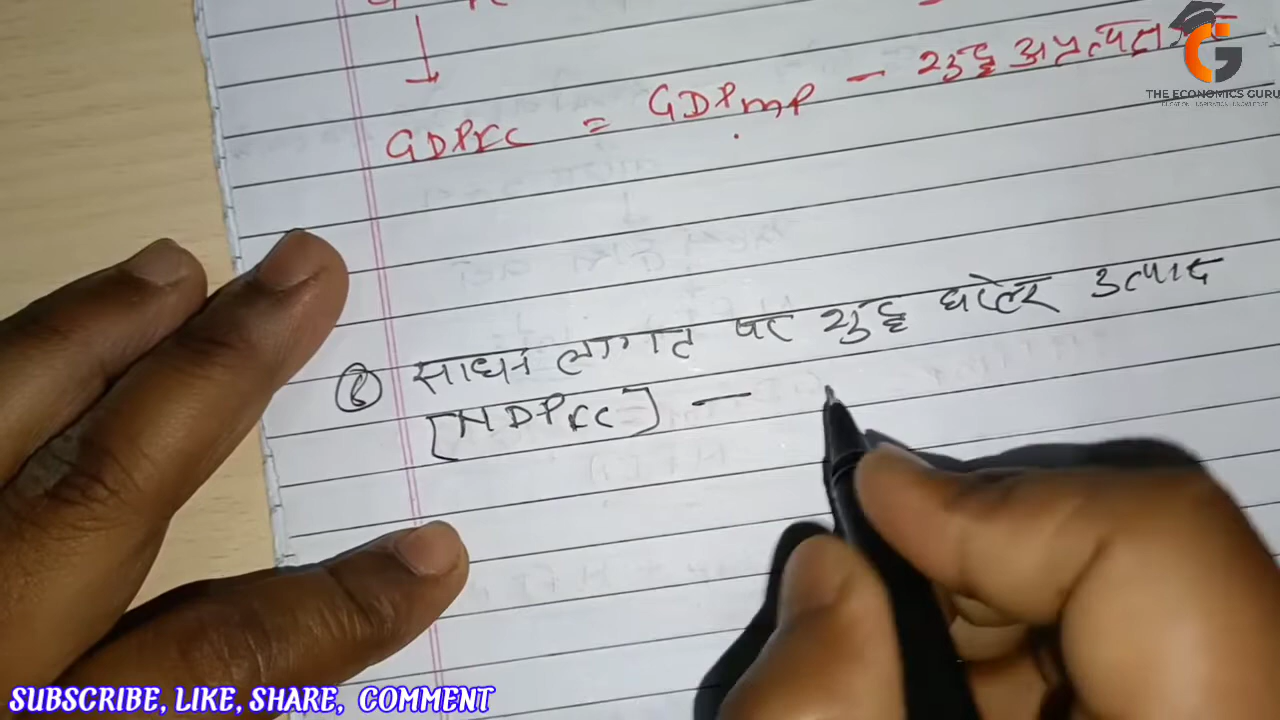 GDPFC = GDPmp – शुद्ध अप्रत्यक्ष
THE ECONOMICS GURU
6 साधन लागत पर शुद्ध घरेलू उत्पाद
[NDPFC] –
SUBSCRIBE, LIKE, SHARE, COMMENT